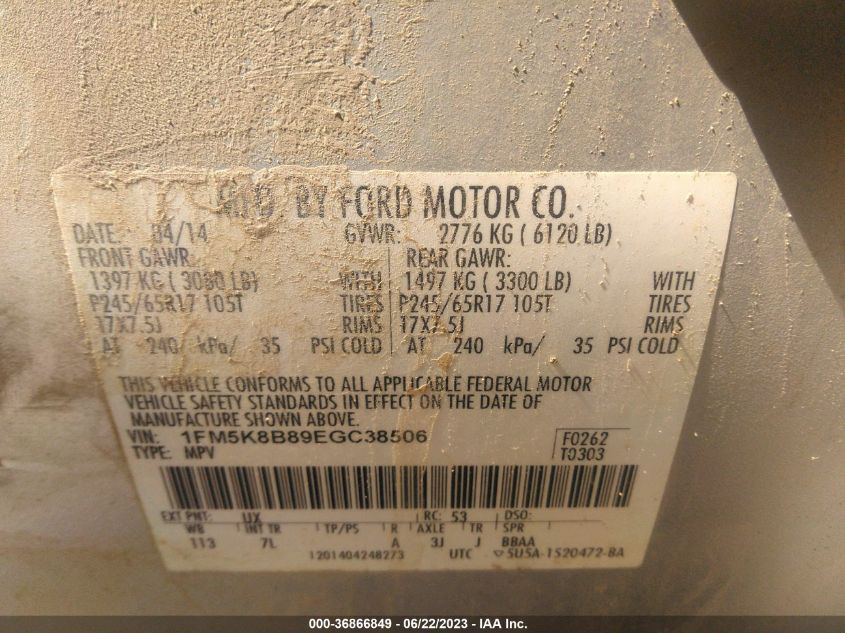 MFD. BY FORD MOTOR CO.
DATE: 04/14 GVWR: 2776 KG ( 6120 LB)
FRONT GAWR: REAR GAWR:
1397 KG ( 3080 LB) WITH 1497 KG ( 3300 LB) WITH
P245/65R17 105T TIRES P245/65R17 105T TIRES
17X7.5J RIMS 17X7.5J RIMS
AT 240 kPa/ 35 PSI COLD AT 240 kPa/ 35 PSI COLD
THIS VEHICLE CONFORMS TO ALL APPLICABLE FEDERAL MOTOR
VEHICLE SAFETY STANDARDS IN EFFECT ON THE DATE OF
MANUFACTURE SHOWN ABOVE.
VIN: 1FM5K8B89EGC38506 F0262
TYPE: MPV T0303
EXT PNT: UX RC: 53 DSO:
WB INT TR TP/PS R AXLE TR SPR
113 7L A 3J J BBAA
1201404248273 UTC ▽5U5A-1520472-BA
000-36866849 - 06/22/2023 - IAA Inc.